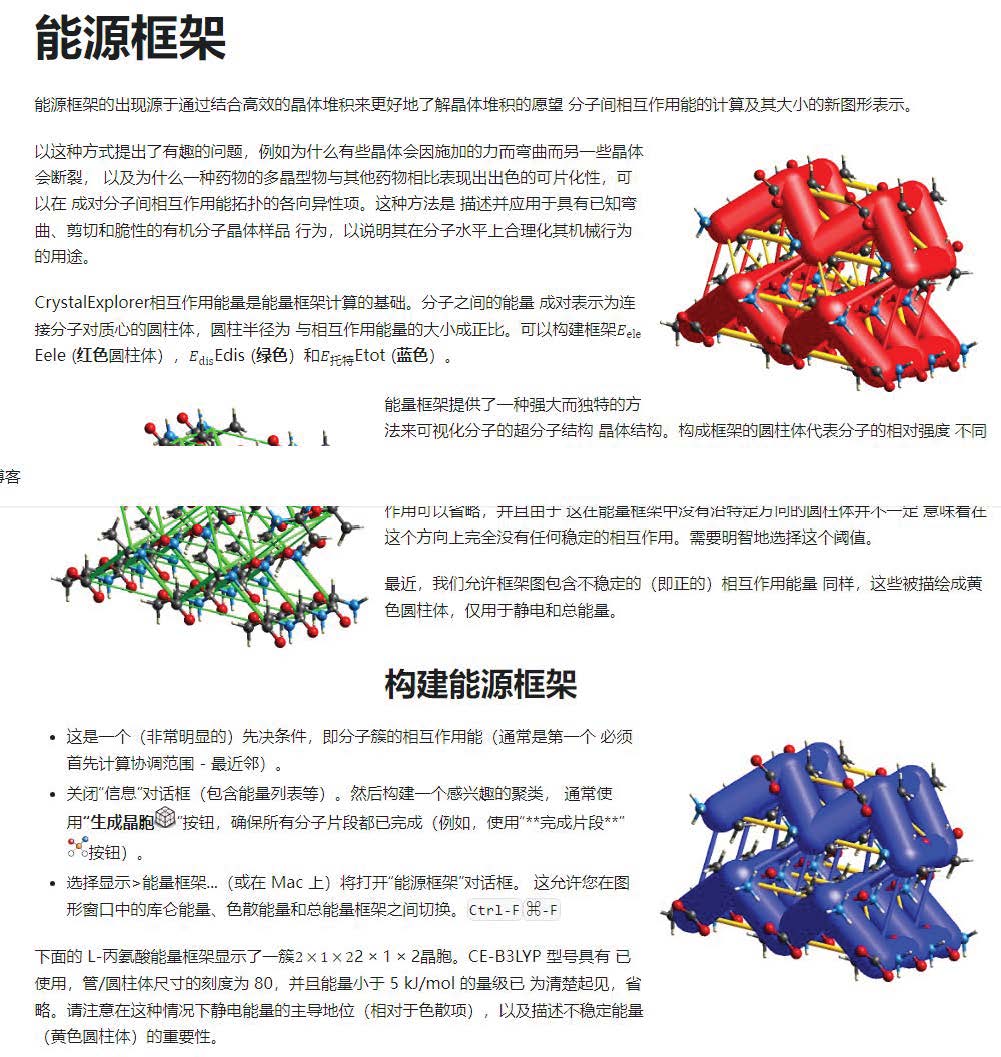 能源框架
能源框架的出现源于通过结合高效的晶体堆积来更好地了解晶体堆积的愿望 分子间相互作用能的计算及其大小的新图形表示。
以这种方式提出了有趣的问题，例如为什么有些晶体会因施加的力而弯曲而另一些晶体
会断裂， 以及为什么一种药物的多晶型物与其他药物相比表现出出色的可片化性，可
以在 成对分子间相互作用能拓扑的各向异性项。这种方法是 描述并应用于具有已知弯
曲、剪切和脆性的有机分子晶体样品 行为，以说明其在分子水平上合理化其机械行为
的用途。
CrystalExplorer相互作用能量是能量框架计算的基础。分子之间的能量 成对表示为连
接分子对质心的圆柱体，圆柱半径为 与相互作用能量的大小成正比。可以构建框架Eele
Eele (红色圆柱体），EdisEdis (绿色）和E托特Etot (蓝色）。
能量框架提供了一种强大而独特的方
法来可视化分子的超分子结构 晶体结构。构成框架的圆柱体代表分子的相对强度 不同
博客
作用可以省略，并且由于 这在能量框架中没有沿特定方向的圆柱体并不一定 意味着在
这个方向上完全没有任何稳定的相互作用。需要明智地选择这个阈值。
最近，我们允许框架图包含不稳定的（即正的）相互作用能量 同样，这些被描绘成黄
色圆柱体，仅用于静电和总能量。
构建能源框架
• 这是一个（非常明显的）先决条件，即分子簇的相互作用能（通常是第一个 必须
首先计算协调范围 - 最近邻）。
• 关闭“信息”对话框（包含能量列表等）。然后构建一个感兴趣的聚类， 通常使
用“生成晶胞”按钮，确保所有分子片段都已完成（例如，使用“**完成片段**”
按钮）。
• 选择显示>能量框架...（或在 Mac 上）将打开“能源框架”对话框。 这允许您在图
形窗口中的库仑能量、色散能量和总能量框架之间切换。Ctrl-F ⌘-F
下面的 L-丙氨酸能量框架显示了一簇2 × 1 × 22 × 1 × 2晶胞。CE-B3LYP 型号具有 已
使用，管/圆柱体尺寸的刻度为 80，并且能量小于 5 kJ/mol 的量级已 为清楚起见，省
略。请注意在这种情况下静电能量的主导地位（相对于色散项），以及描述不稳定能量
（黄色圆柱体）的重要性。